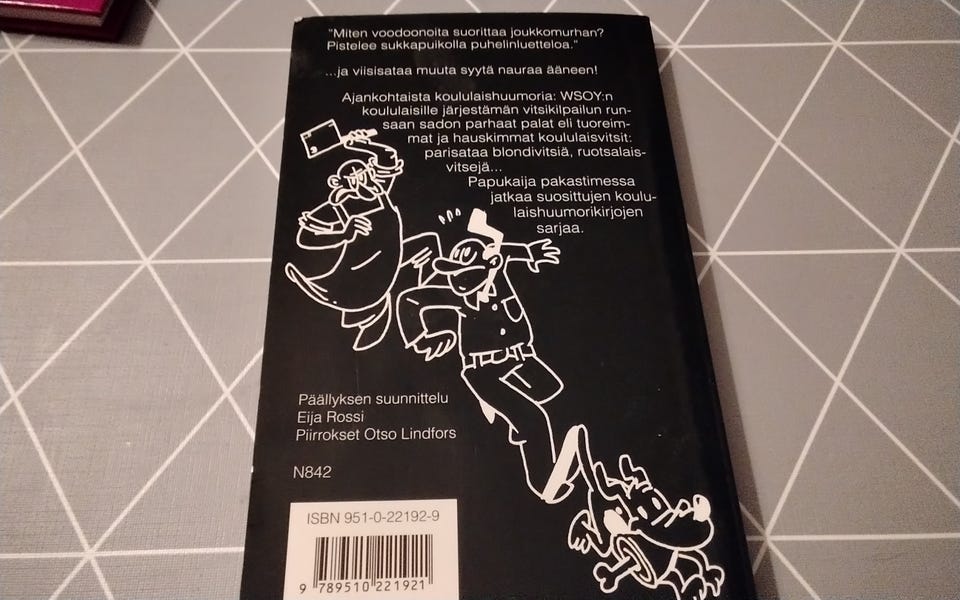 "Miten voodoonoita suorittaa joukkomurhan?
Pistelee sukkapuikolla puhelinluetteloa."
...ja viisisataa muuta syytä nauraa ääneen!
Ajankohtaista koululaishuumoria: WSOY:n
koululaisille järjestämän vitsikilpailun run-
saan sadon parhaat palat eli tuoreim-
mat ja hauskimmat koululaisvitsit:
parisataa blondivitsiä, ruotsalais-
vitsejä...
Papukaija pakastimessa
jatkaa suosittujen koulu-
laishuumorikirjojen
sarjaa.
Päällyksen suunnittelu
Eija Rossi
Piirrokset Otso Lindfors
N842
ISBN 951-0-22192-9
9 789510 221921